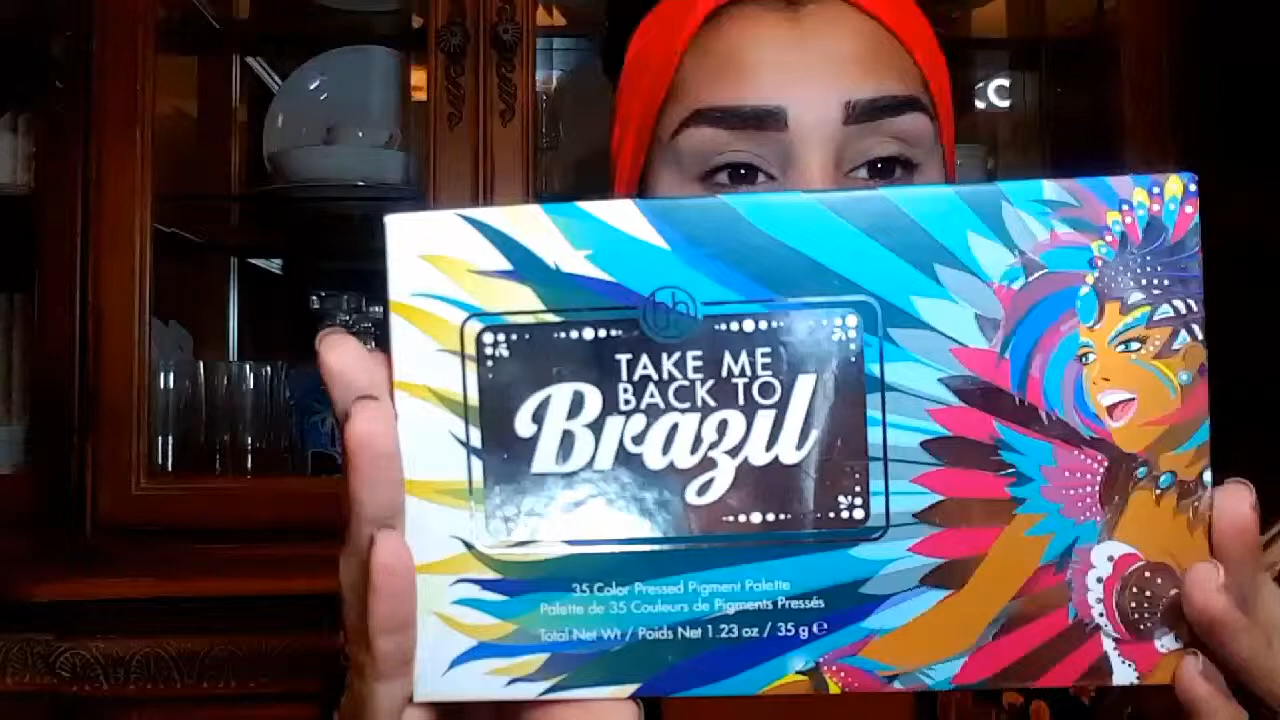 bh
TAKE ME
BACK TO
Brazil
35 Color Pressed Pigment Palette
Palette de 35 Couleurs de Pigments Pressés
Total Net Wt / Poids Net 1.23 oz / 35 g ℮